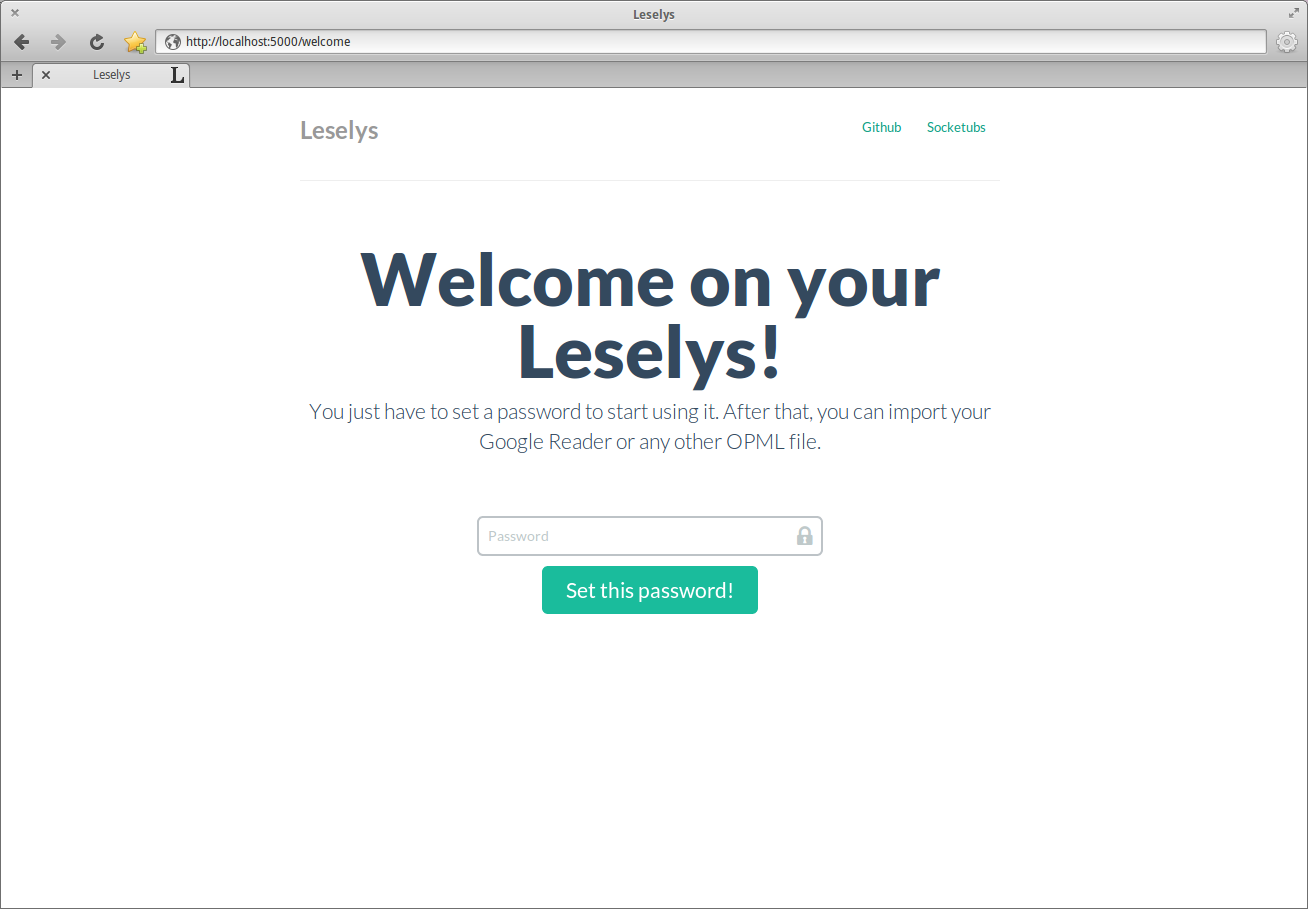 Leselys
http://localhost:5000/welcome
Leselys L
Leselys Github Socketubs
Welcome on your
Leselys!
You just have to set a password to start using it. After that, you can import your
Google Reader or any other OPML file.
Password
Set this password!